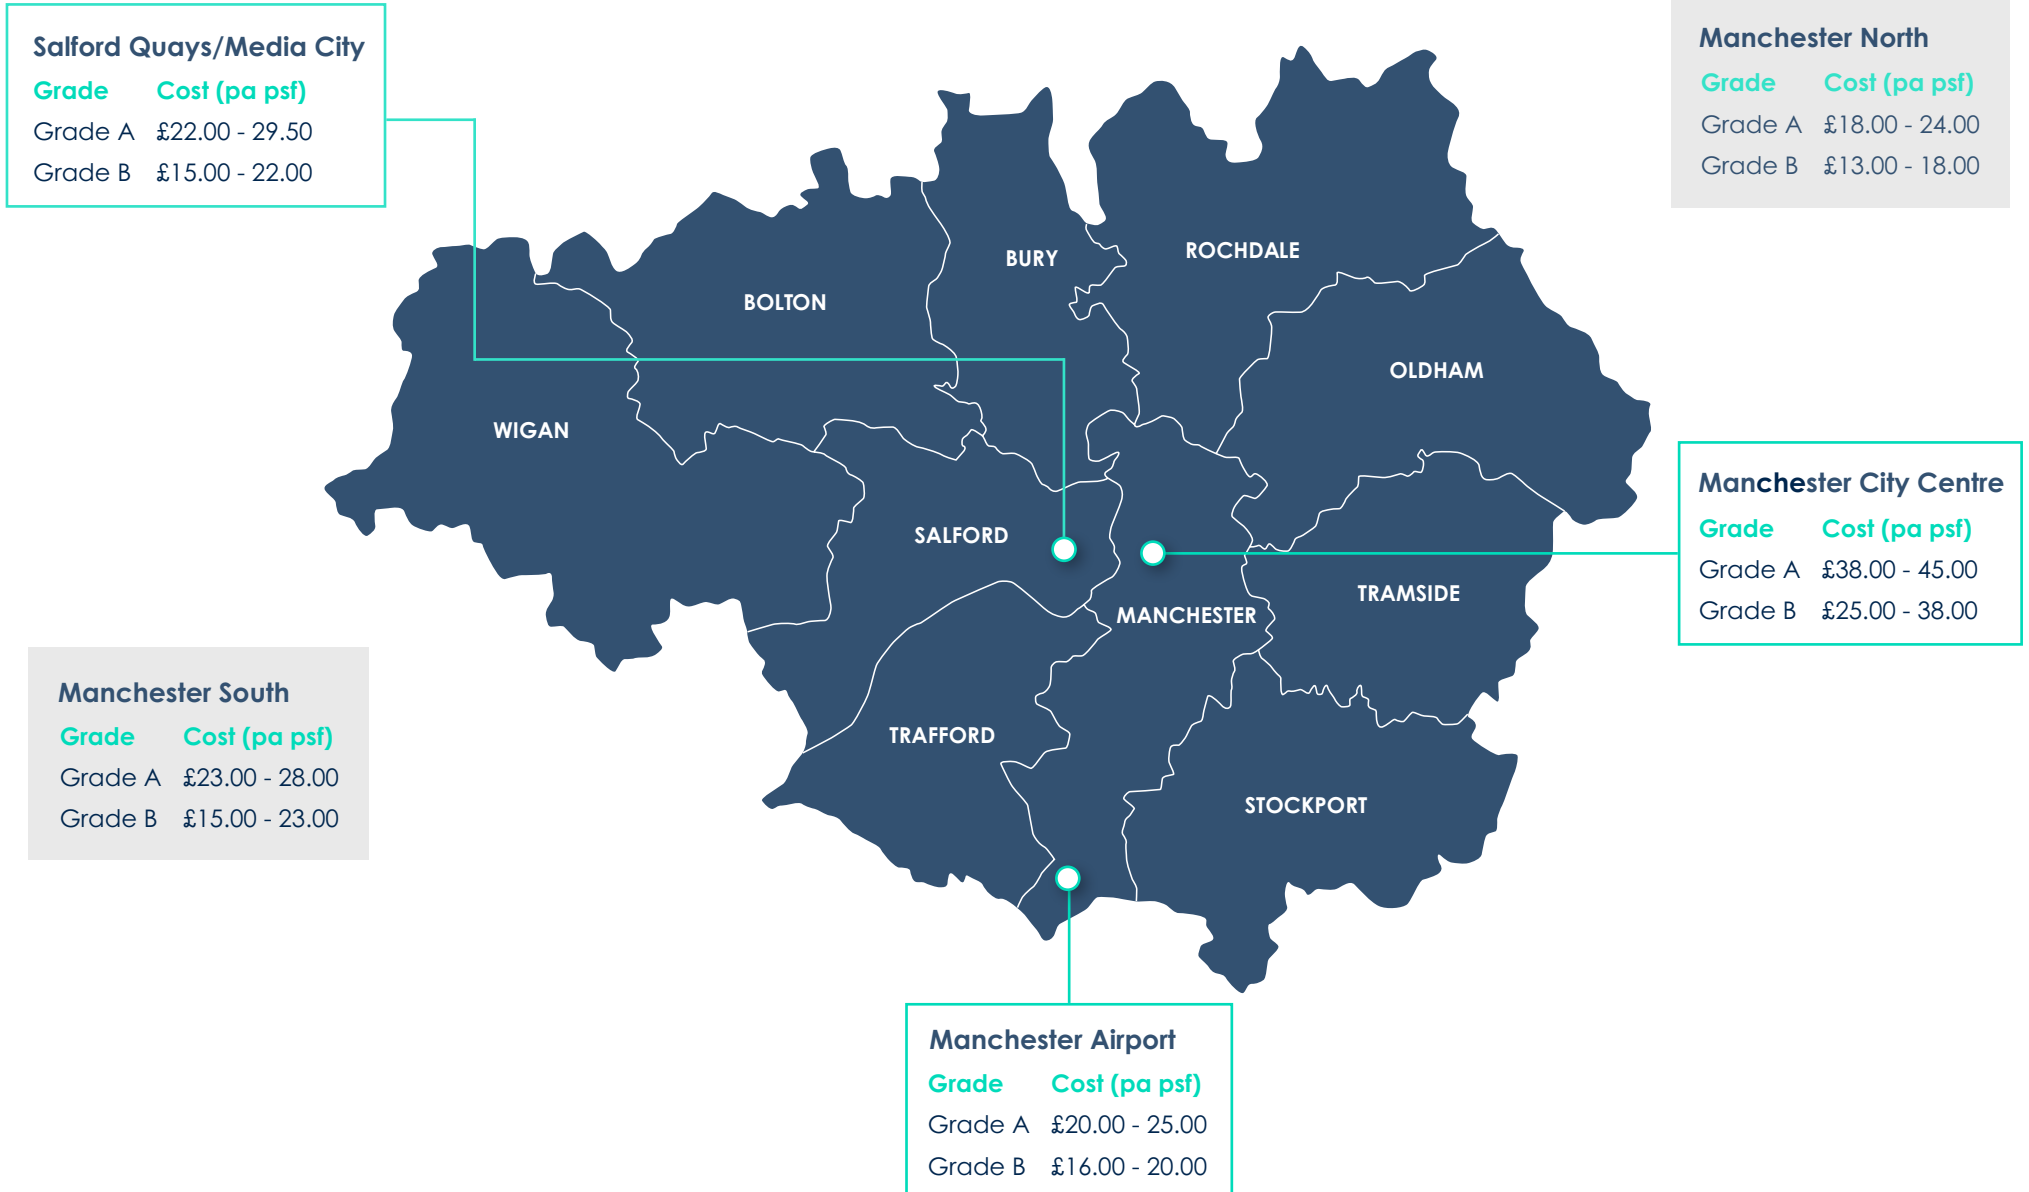 Salford Quays/Media City
Grade Cost (pa psf)
Grade A £22.00 - 29.50
Grade B £15.00 - 22.00
Manchester North
Grade Cost (pa psf)
Grade A £18.00 - 24.00
Grade B £13.00 - 18.00
BURY
ROCHDALE
BOLTON
OLDHAM
WIGAN
SALFORD
MANCHESTER
TRAMSIDE
TRAFFORD
STOCKPORT
Manchester City Centre
Grade Cost (pa psf)
Grade A £38.00 - 45.00
Grade B £25.00 - 38.00
Manchester South
Grade Cost (pa psf)
Grade A £23.00 - 28.00
Grade B £15.00 - 23.00
Manchester Airport
Grade Cost (pa psf)
Grade A £20.00 - 25.00
Grade B £16.00 - 20.00